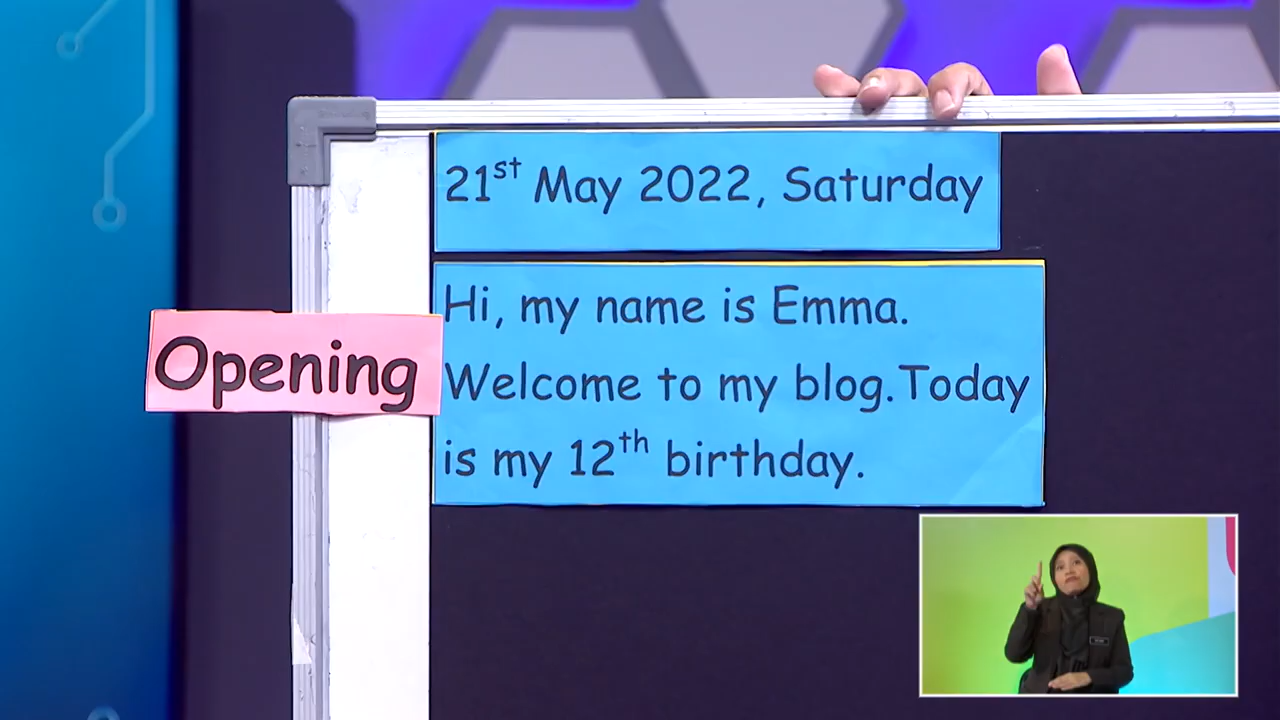 21st May 2022, Saturday
Opening
Hi, my name is Emma.
Welcome to my blog. Today
is my 12th birthday.